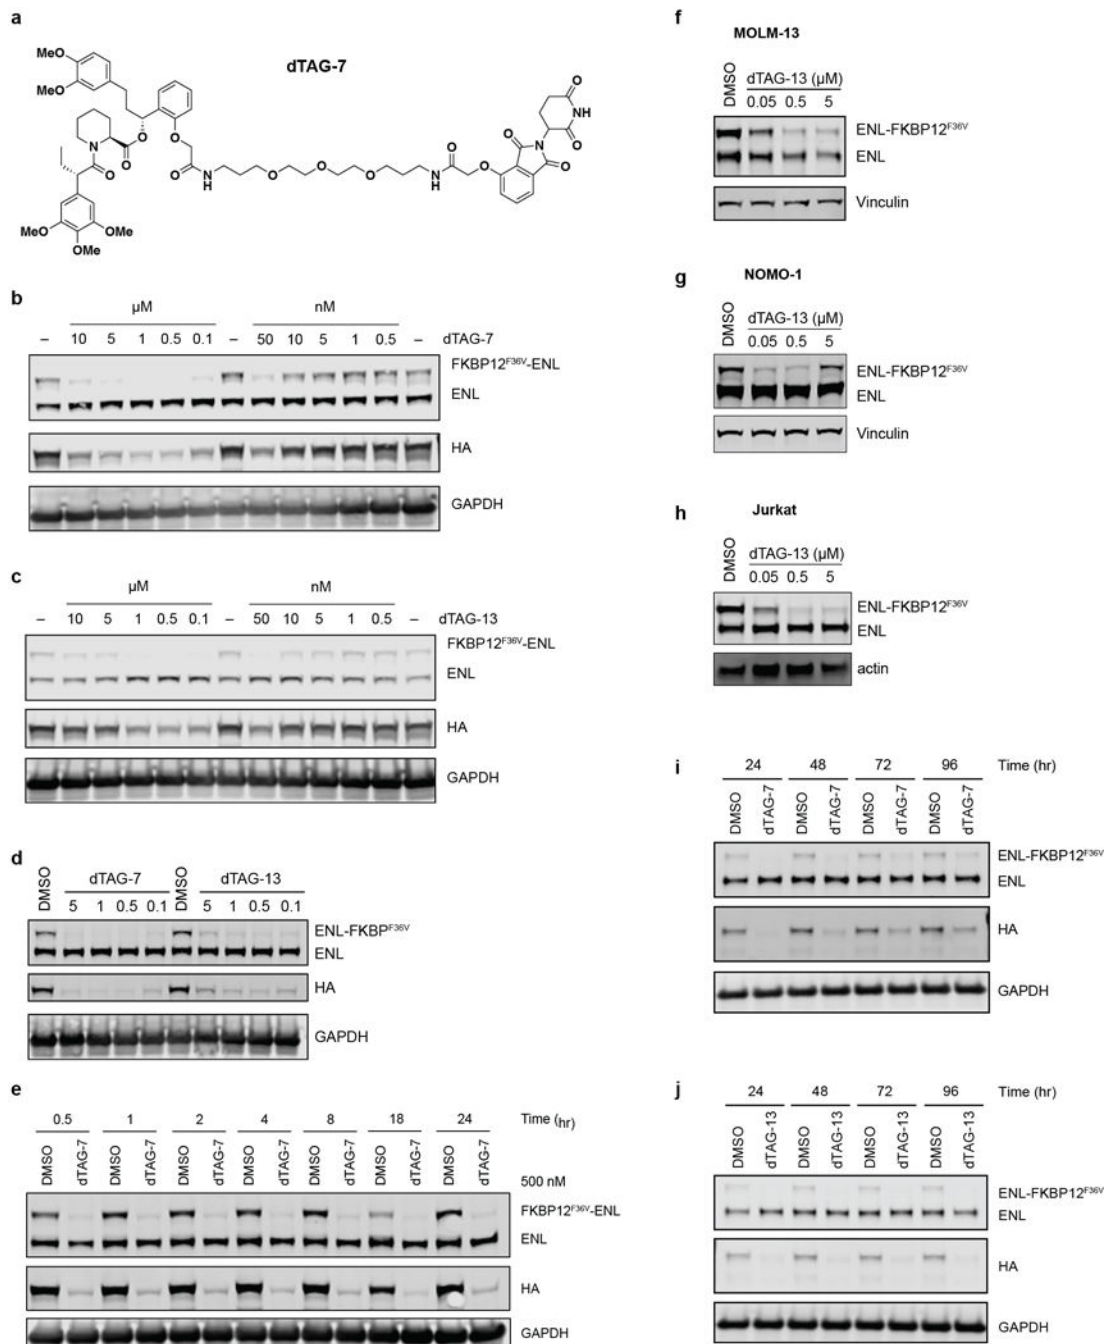 a
dTAG-7
MeO
MeO
O
O
N
O
O
O
N
H
O
O
O
N
H
O
O
O
N
O
O
NH
O
MeO
OMe
OMe
b
µM
nM
– 10 5 1 0.5 0.1 – 50 10 5 1 0.5 – dTAG-7
FKBP12F36V-ENL
ENL
HA
GAPDH
c
µM
nM
– 10 5 1 0.5 0.1 – 50 10 5 1 0.5 – dTAG-13
FKBP12F36V-ENL
ENL
HA
GAPDH
d
DMSO dTAG-7 DMSO dTAG-13
5 1 0.5 0.1 5 1 0.5 0.1
ENL-FKBPF36V
ENL
HA
GAPDH
e
0.5 1 2 4 8 18 24 Time (hr)
DMSO dTAG-7 DMSO dTAG-7 DMSO dTAG-7 DMSO dTAG-7 DMSO dTAG-7 DMSO dTAG-7 DMSO dTAG-7
500 nM
FKBP12F36V-ENL
ENL
HA
GAPDH
f
MOLM-13
DMSO dTAG-13 (µM)
0.05 0.5 5
ENL-FKBP12F36V
ENL
Vinculin
g
NOMO-1
DMSO dTAG-13 (µM)
0.05 0.5 5
ENL-FKBP12F36V
ENL
Vinculin
h
Jurkat
DMSO dTAG-13 (µM)
0.05 0.5 5
ENL-FKBP12F36V
ENL
actin
i
24 48 72 96 Time (hr)
DMSO dTAG-7 DMSO dTAG-7 DMSO dTAG-7 DMSO dTAG-7
ENL-FKBP12F36V
ENL
HA
GAPDH
j
24 48 72 96 Time (hr)
DMSO dTAG-13 DMSO dTAG-13 DMSO dTAG-13 DMSO dTAG-13
ENL-FKBP12F36V
ENL
HA
GAPDH